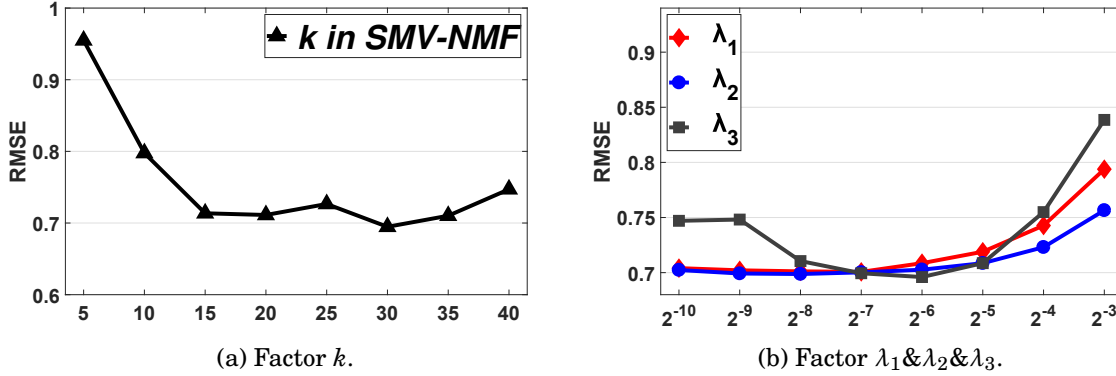 1
0.9
0.8
0.7
0.6
RMSE
k in SMV-NMF
5 10 15 20 25 30 35 40
(a) Factor k.
0.9
0.85
0.8
0.75
0.7
RMSE
λ1
λ2
λ3
2-10 2-9 2-8 2-7 2-6 2-5 2-4 2-3
(b) Factor λ1&λ2&λ3.